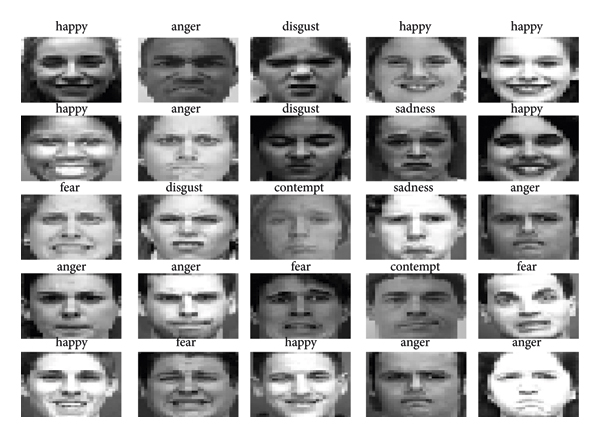 happy anger disgust happy happy
happy anger disgust sadness happy
fear disgust contempt sadness anger
anger anger fear contempt fear
happy fear happy anger anger